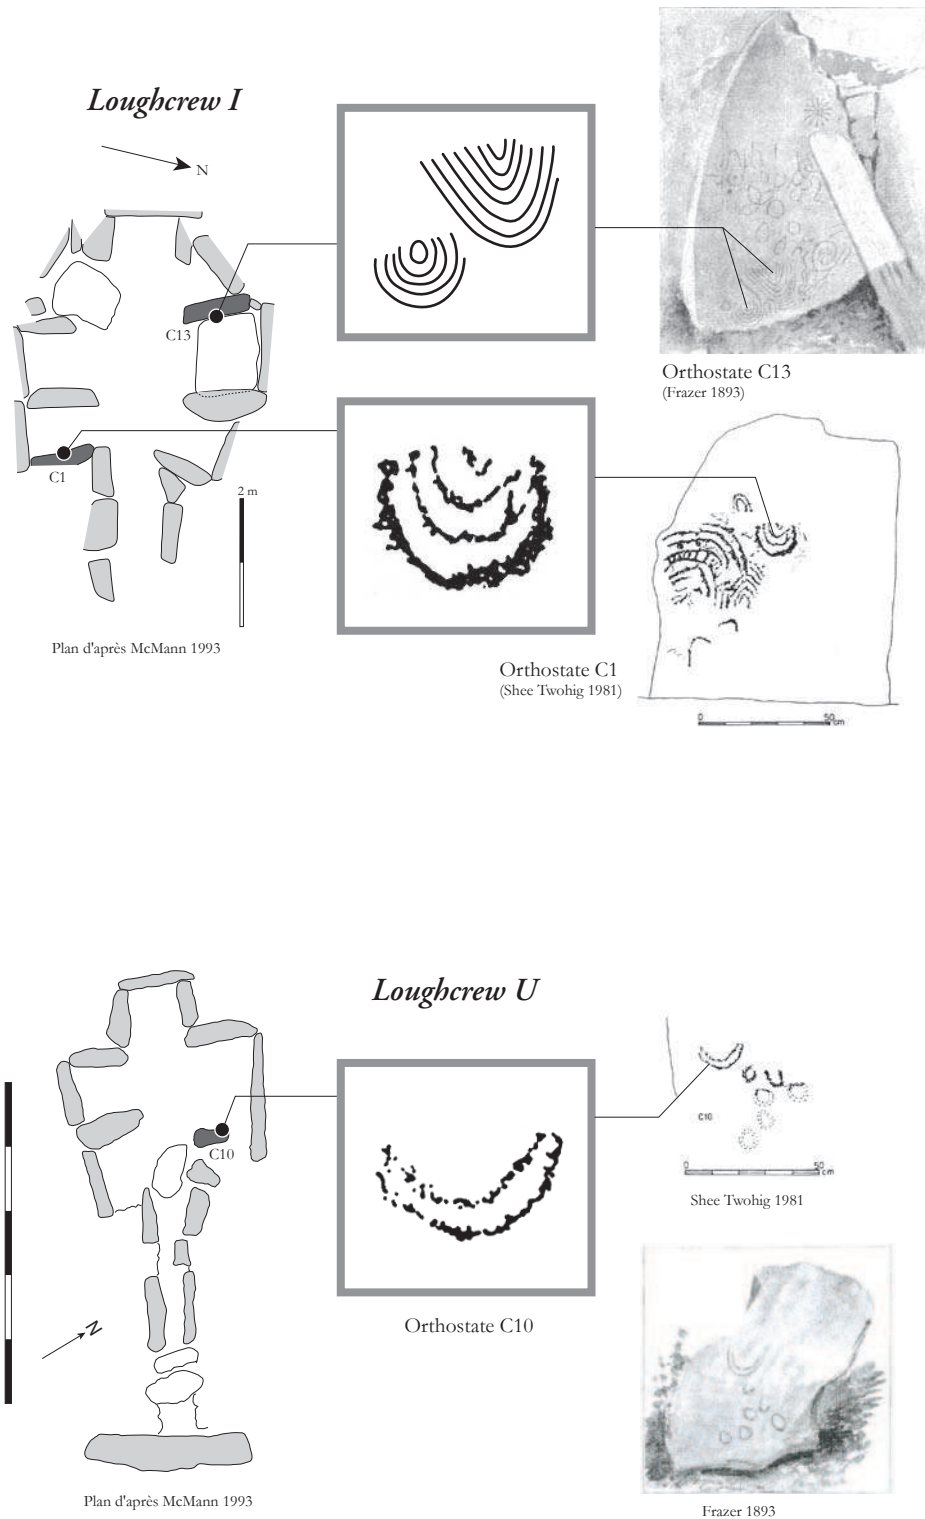 Loughcrew I
N
C13
Orthostate C13
(Frazer 1893)
C1
2 m
Plan d'après McMann 1993
Orthostate C1
(Shee Twohig 1981)
0 50
cm
Loughcrew U
C10
C10
0 50
cm
Shee Twohig 1981
N
Orthostate C10
Plan d'après McMann 1993
Frazer 1893